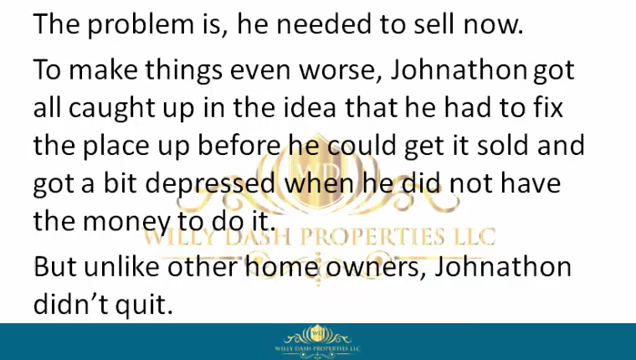 The problem is, he needed to sell now.
To make things even worse, Johnathon got
all caught up in the idea that he had to fix
the place up before he could get it sold and
got a bit depressed when he did not have
the money to do it.
WILLY DASH PROPERTIES LLC
But unlike other home owners, Johnathon
didn't quit.
WILLY DASH PROPERTIES LLC